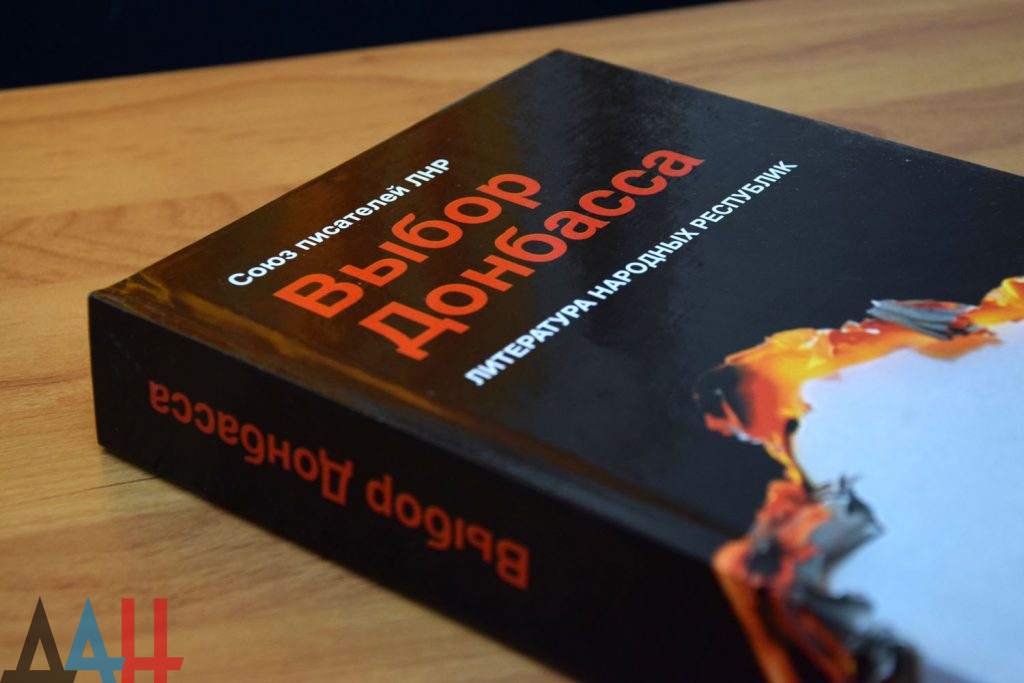 Союз писателей ЛНР
Выбор
Донбасса
ЛИТЕРАТУРА НАРОДНЫХ РЕСПУБЛИК
Выбор Донбасса
ДАН